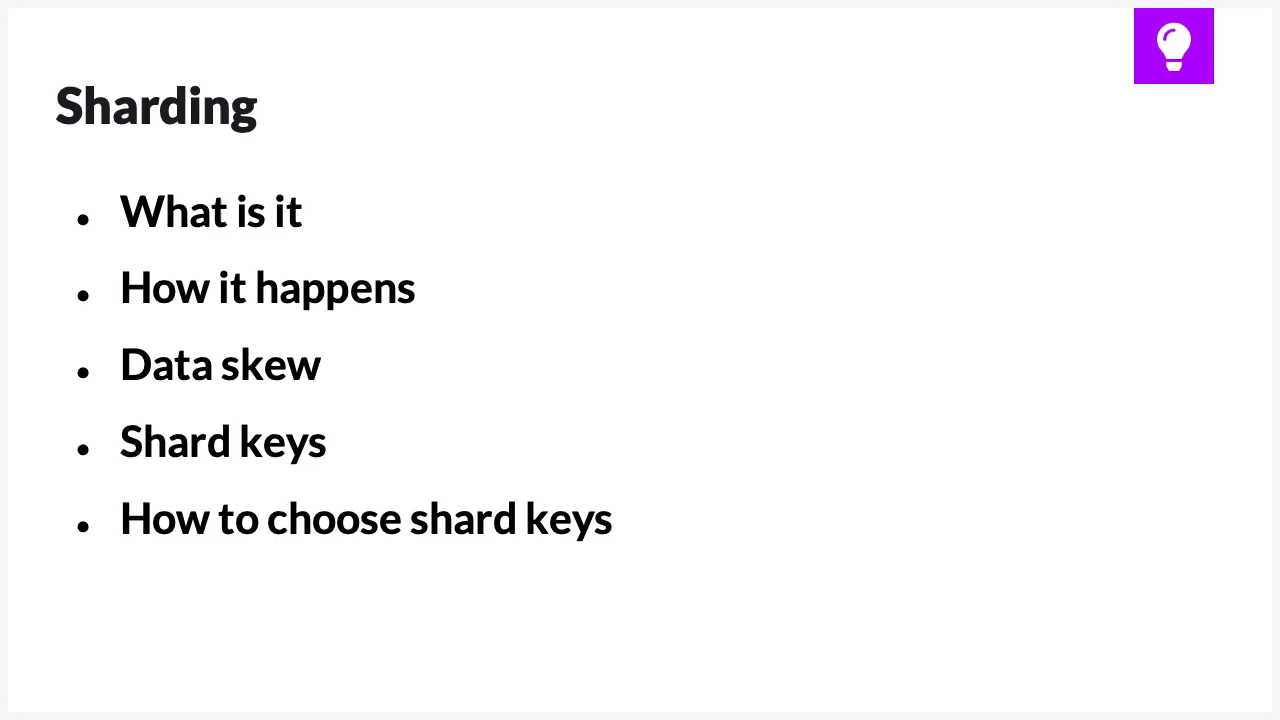 Sharding
• What is it
• How it happens
• Data skew
• Shard keys
• How to choose shard keys